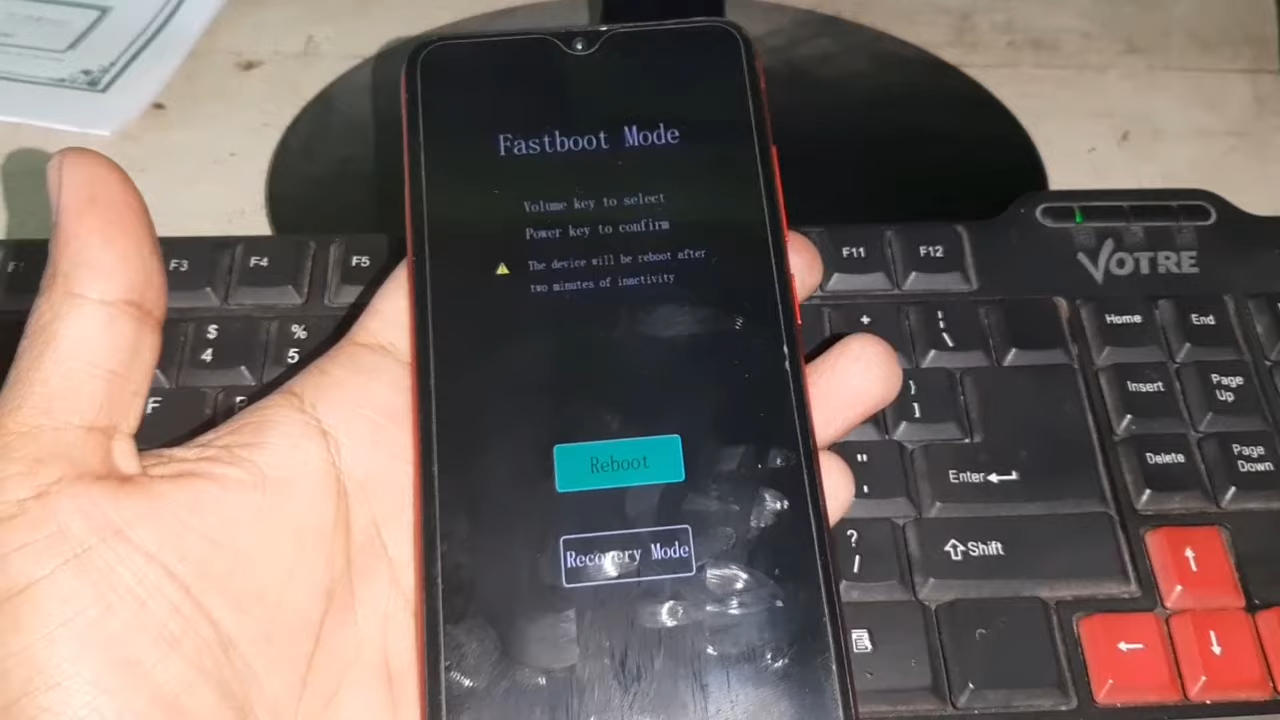 Fastboot Mode
Volume key to select
Power key to confirm
The device will be reboot after
two minutes of inactivity
Reboot
Recovery Mode
VOTRE
F3
F4
F5
F11
F12
$
4
%
5
F
+
}
]
"
?
/
Enter
Shift
Home
End
Insert
Page
Up
Delete
Page
Down